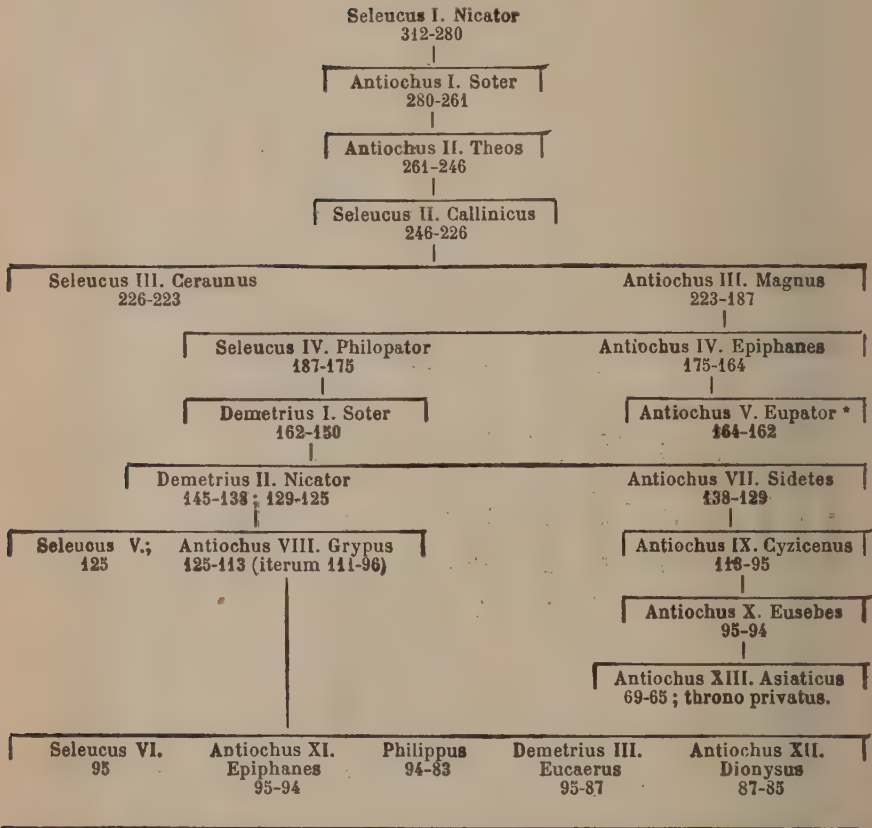 Seleucus I. Nicator
312-280
Antiochus I. Soter
280-261
Antiochus II. Theos
261-246
Seleucus II. Callinicus
246-226
Seleucus III. Ceraunus Antiochus III. Magnus
226-223 223-187
Seleucus IV. Philopator Antiochus IV. Epiphanes
187-175 175-164
Demetrius I. Soter Antiochus V. Eupator *
162-150 164-162
Demetrius II. Nicator Antiochus VII. Sidetes
145-138 ; 129-125 138-129
Seleucus V.; Antiochus VIII. Grypus Antiochus IX. Cyzicenus
125 125-113 (iterum 111-96) 113-95
Antiochus X. Eusebes
95-94
Antiochus XIII. Asiaticus
69-65 ; throno privatus.
Seleucus VI. Antiochus XI. Philippus Demetrius III. Antiochus XII.
95 Epiphanes 94-83 Eucaerus Dionysus
95-94 95-87 87-85